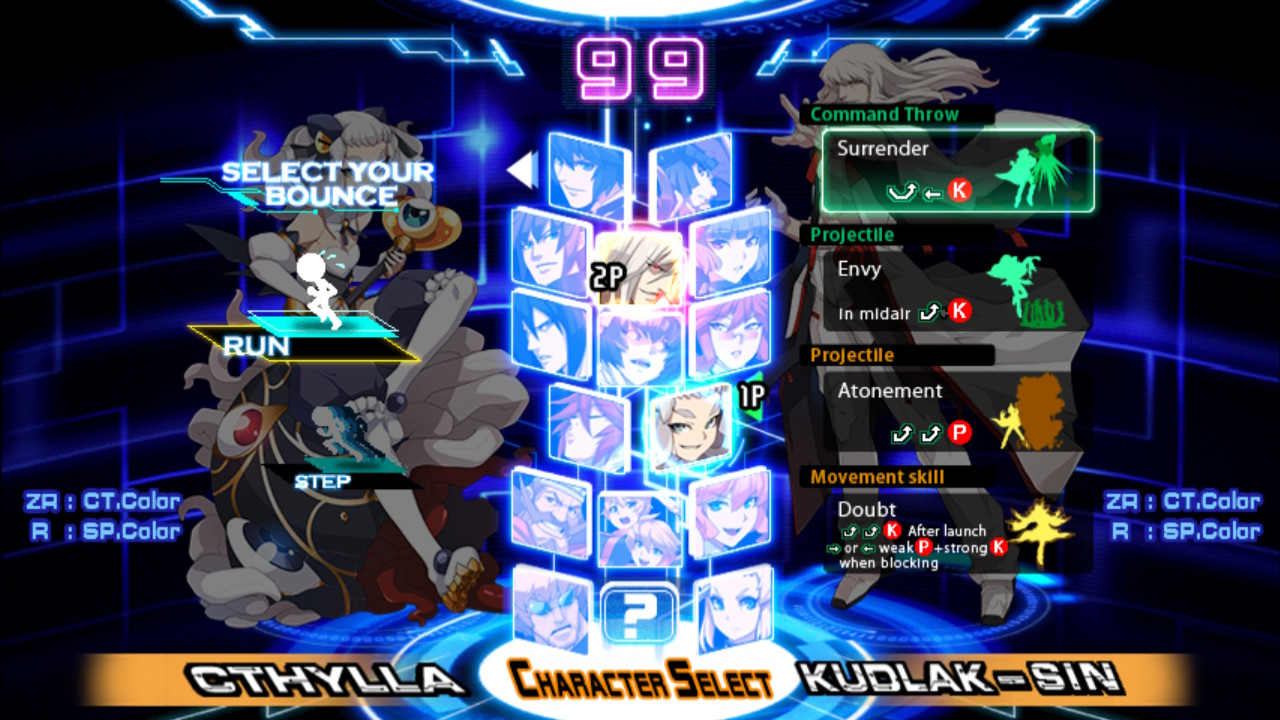 99
SELECT YOUR
BOUNCE
RUN
STEP
ZR : CT.Color
R : SP.Color
2P
1P
Command Throw
Surrender
K
Projectile
Envy
In midair K
Projectile
Atonement
P
Movement skill
Doubt
K After launch
or weak P + strong K
when blocking
ZR : CT.Color
R : SP.Color
?
CTHYLLA
CHARACTER SELECT
KUDLAK-SIN